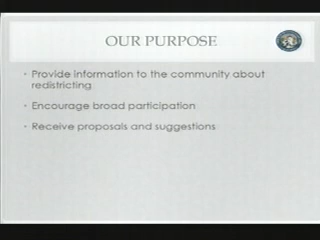 OUR PURPOSE
• Provide information to the community about
redistricting
• Encourage broad participation
• Receive proposals and suggestions